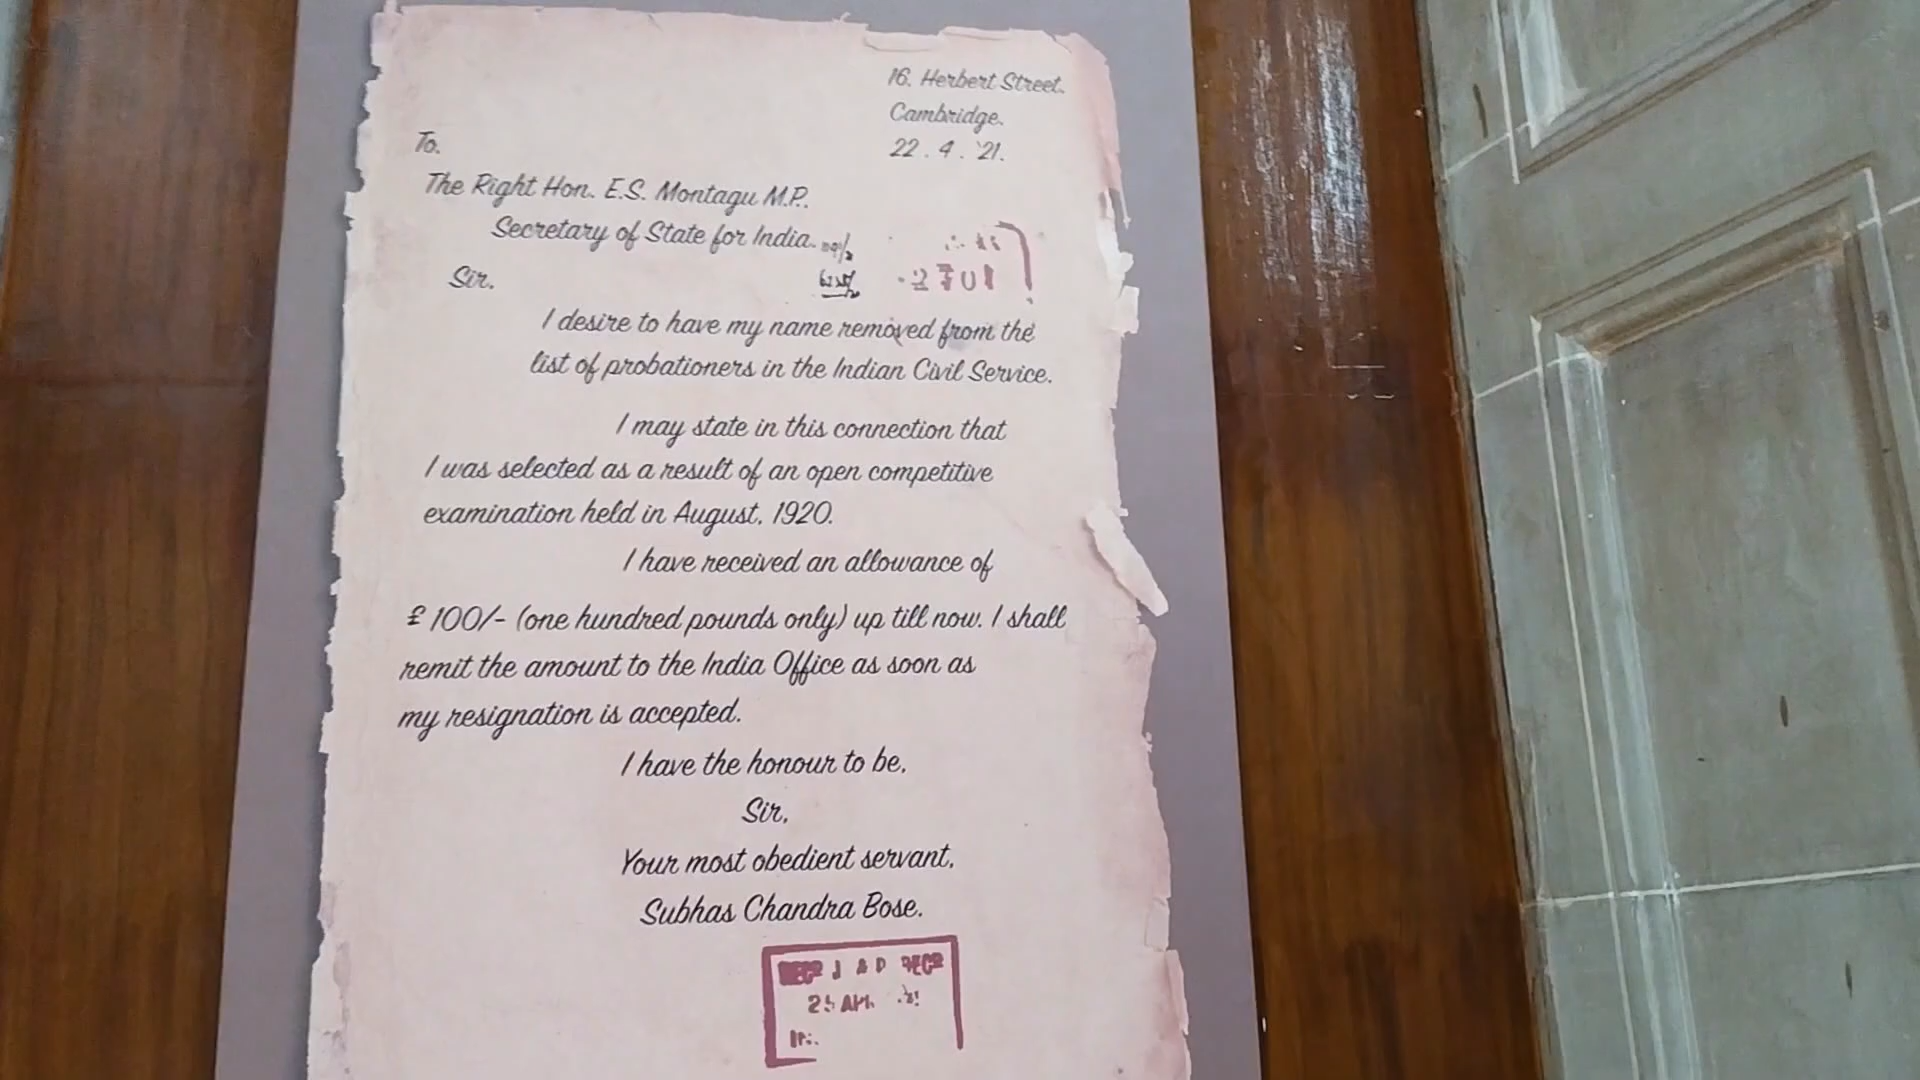 16, Herbert Street,
Cambridge.
22 . 4 . '21.
To,
The Right Hon. E.S. Montagu M.P.,
Secretary of State for India.
Sir,
I desire to have my name removed from the
list of probationers in the Indian Civil Service.
I may state in this connection that
I was selected as a result of an open competitive
examination held in August, 1920.
I have received an allowance of
£ 100/- (one hundred pounds only) up till now. I shall
remit the amount to the India Office as soon as
my resignation is accepted.
I have the honour to be,
Sir,
Your most obedient servant,
Subhas Chandra Bose.